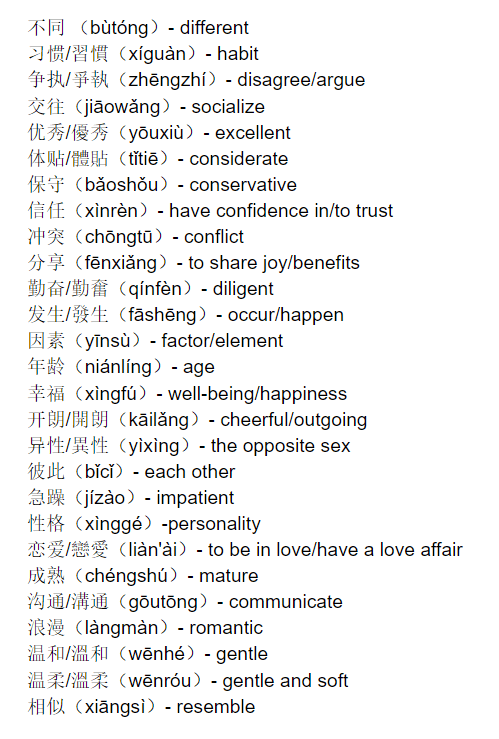 不同 （bùtóng）- different
习惯/習慣（xíguàn）- habit
争执/爭執（zhēngzhí）- disagree/argue
交往（jiāowǎng）- socialize
优秀/優秀（yōuxiù）- excellent
体贴/體貼（tǐtiē）- considerate
保守（bǎoshǒu）- conservative
信任（xìnrèn）- have confidence in/to trust
冲突（chōngtū）- conflict
分享（fēnxiǎng）- to share joy/benefits
勤奋/勤奮（qínfèn）- diligent
发生/發生（fāshēng）- occur/happen
因素（yīnsù）- factor/element
年龄（niánlíng）- age
幸福（xìngfú）- well-being/happiness
开朗/開朗（kāilǎng）- cheerful/outgoing
异性/異性（yìxìng）- the opposite sex
彼此（bǐcǐ）- each other
急躁（jízào）- impatient
性格（xìnggé）-personality
恋爱/戀愛（liàn'ài）- to be in love/have a love affair
成熟（chéngshú）- mature
沟通/溝通（gōutōng）- communicate
浪漫（làngmàn）- romantic
温和/溫和（wēnhé）- gentle
温柔/溫柔（wēnróu）- gentle and soft
相似（xiāngsì）- resemble